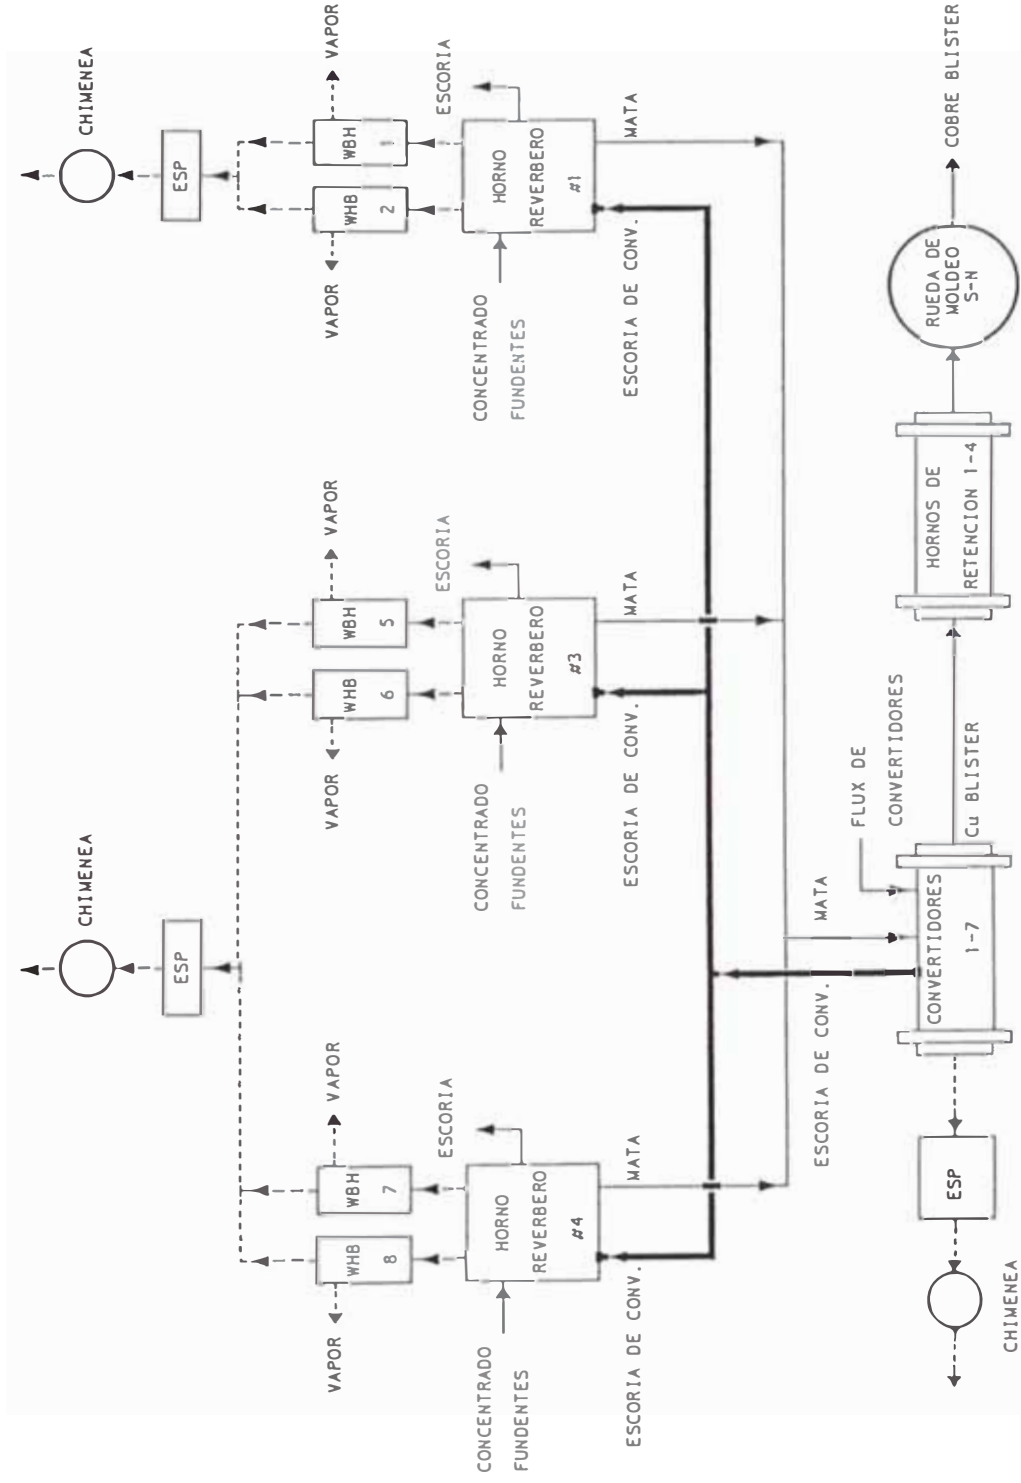 CHIMENEA
CHIMENEA
ESP
ESP
VAPOR
WHB
8
WBH
7
VAPOR
VAPOR
WHB
6
WBH
5
VAPOR
VAPOR
WHB
2
WBH
1
VAPOR
ESCORIA
ESCORIA
ESCORIA
CONCENTRADO
FUNDENTES
HORNO
REVERBERO
#4
CONCENTRADO
FUNDENTES
HORNO
REVERBERO
#3
CONCENTRADO
FUNDENTES
HORNO
REVERBERO
#1
ESCORIA DE CONV.
MATA
ESCORIA DE CONV.
MATA
ESCORIA DE CONV.
MATA
ESCORIA DE CONV.
MATA
FLUX DE
CONVERTIDORES
CHIMENEA
ESP
CONVERTIDORES
1-7
Cu BLISTER
HORNOS DE
RETENCION 1-4
RUEDA DE
MOLDEO
S-N
COBRE BLISTER